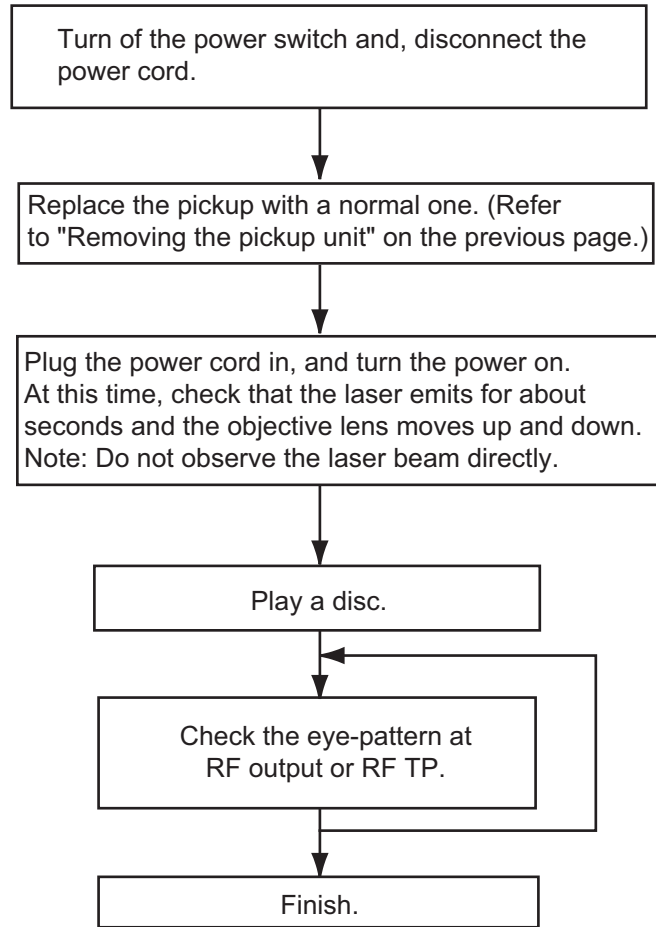 Turn of the power switch and, disconnect the
power cord.
Replace the pickup with a normal one. (Refer
to "Removing the pickup unit" on the previous page.)
Plug the power cord in, and turn the power on.
At this time, check that the laser emits for about
seconds and the objective lens moves up and down.
Note: Do not observe the laser beam directly.
Play a disc.
Check the eye-pattern at
RF output or RF TP.
Finish.